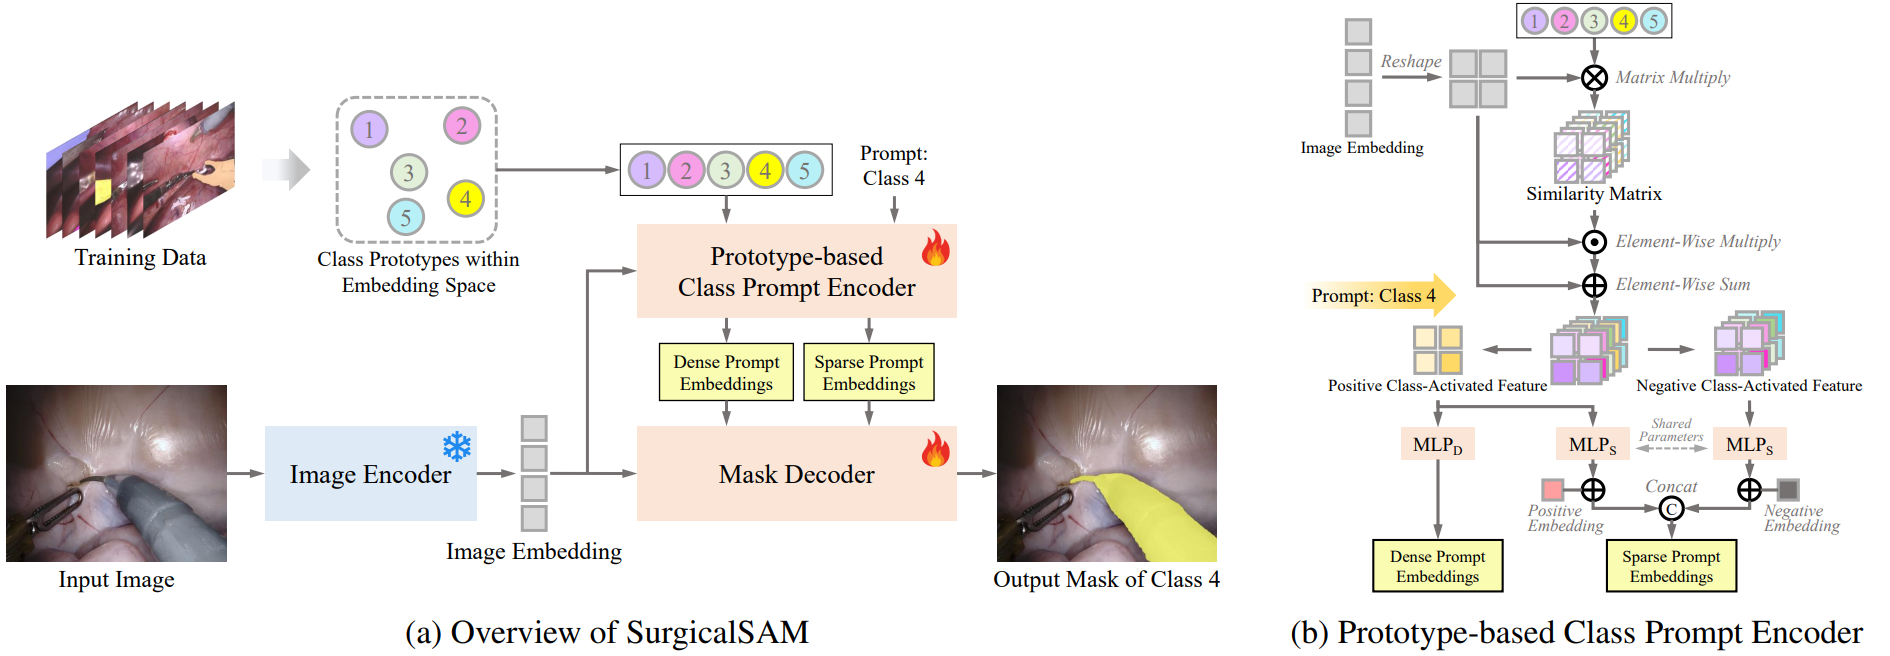 1
2
3
4
5
Training Data
Class Prototypes within
Embedding Space
1 2 3 4 5
Prompt:
Class 4
Prototype-based
Class Prompt Encoder
Dense Prompt
Embeddings
Sparse Prompt
Embeddings
Input Image
Image Encoder
Image Embedding
Mask Decoder
Output Mask of Class 4
(a) Overview of SurgicalSAM
1 2 3 4 5
Reshape
Image Embedding
Matrix Multiply
Similarity Matrix
Element-Wise Multiply
Element-Wise Sum
Prompt: Class 4
Positive Class-Activated Feature
Negative Class-Activated Feature
MLPD
MLPS
Shared
Parameters
MLPS
Positive
Embedding
Concat
C
Negative
Embedding
Dense Prompt
Embeddings
Sparse Prompt
Embeddings
(b) Prototype-based Class Prompt Encoder